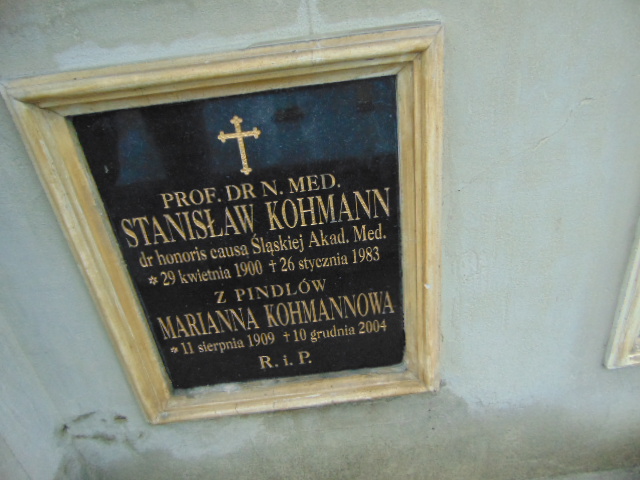 PROF. DR N. MED.
STANISŁAW KOHMANN
dr honoris causa Śląskiej Akad. Med.
* 29 kwietnia 1900 † 26 stycznia 1983
Z PINDLÓW
MARIANNA KOHMANNOWA
* 11 sierpnia 1909 † 10 grudnia 2004
R. i P.